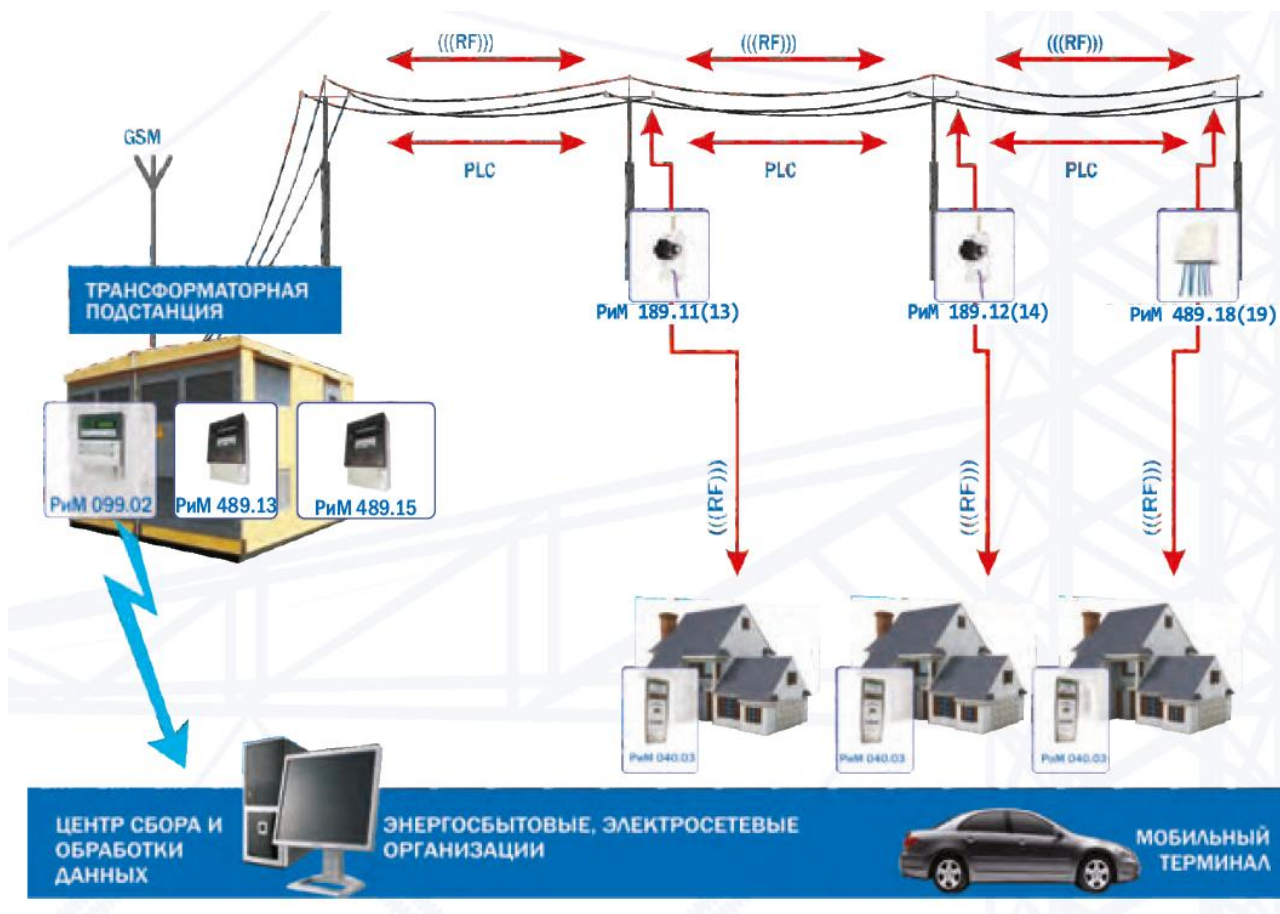 (((RF)))
(((RF)))
(((RF)))
GSM
PLC
PLC
PLC
ТРАНСФОРМАТОРНАЯ
ПОДСТАНЦИЯ
РиМ 189.11(13)
РиМ 189.12(14)
РиМ 489.18(19)
РиМ 099.02
РиМ 489.13
РиМ 489.15
(((RF)))
(((RF)))
(((RF)))
РиМ 040.03
РиМ 040.03
РиМ 040.03
ЦЕНТР СБОРА И
ОБРАБОТКИ
ДАННЫХ
ЭНЕРГОСБЫТОВЫЕ, ЭЛЕКТРОСЕТЕВЫЕ
ОРГАНИЗАЦИИ
МОБИЛЬНЫЙ
ТЕРМИНАЛ